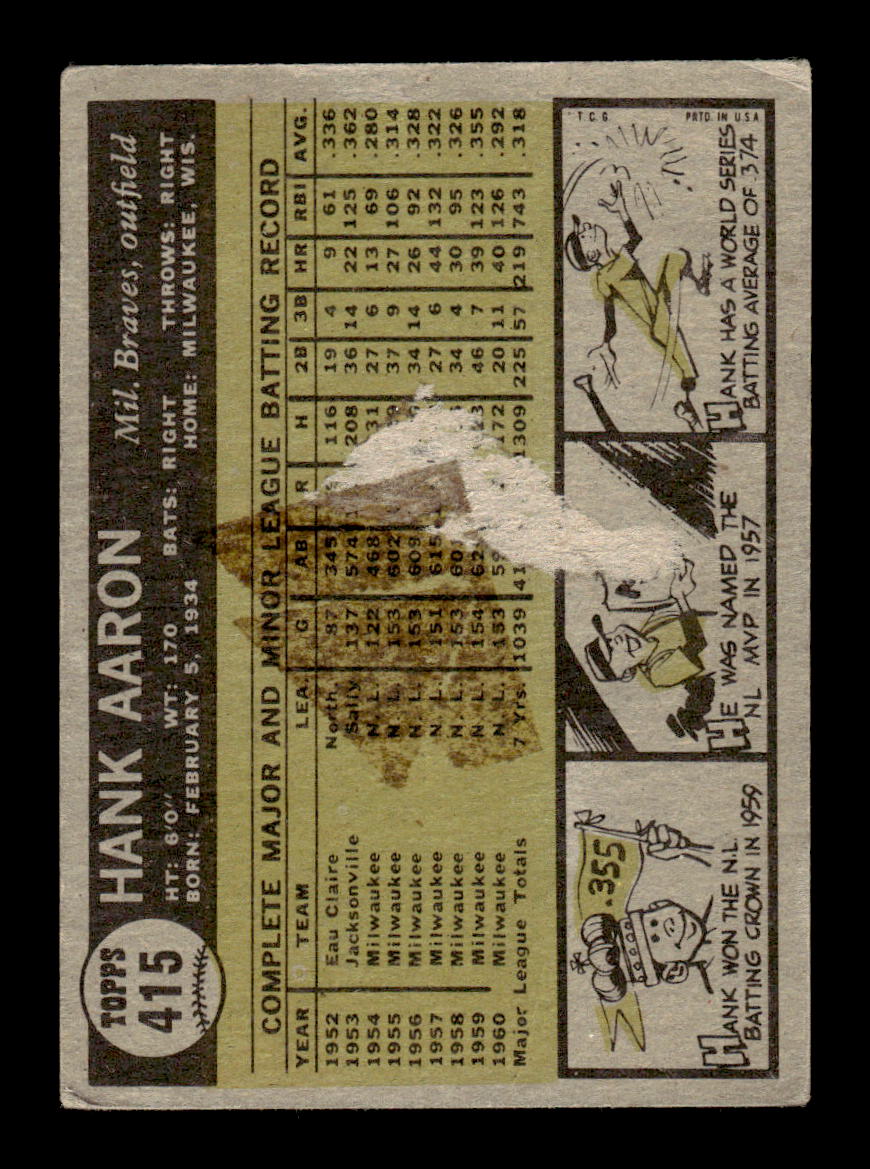 TOPPS
415
HANK AARON Mil. Braves, outfield
HT: 6'0" WT: 170 BATS: RIGHT THROWS: RIGHT
BORN: FEBRUARY 5, 1934 HOME: MILWAUKEE, WIS.
COMPLETE MAJOR AND MINOR LEAGUE BATTING RECORD
YEAR TEAM LEA. G AB R H 2B 3B HR RBI AVG.
1952 Eau Claire North. 87 345 116 19 4 9 61 .336
1953 Jacksonville Sally 137 574 208 36 14 22 125 .362
1954 Milwaukee N. L. 122 468 31 27 6 13 69 .280
1955 Milwaukee N. L. 153 602 37 9 27 106 .314
1956 Milwaukee N. L. 153 609 34 14 26 92 .328
1957 Milwaukee N. L. 151 615 27 6 44 132 .322
1958 Milwaukee N. L. 153 60 34 4 30 95 .326
1959 Milwaukee N. L. 154 62 46 7 39 123 .355
1960 Milwaukee N. L. 153 59 172 20 11 40 126 .292
Major League Totals 7 Yrs. 1039 41 1309 225 57 219 743 .318
.355
HANK WON THE N.L.
BATTING CROWN IN 1959
M
HE WAS NAMED THE
NL MVP IN 1957
T.C.G. PRTD. IN U.S.A.
HANK HAS A WORLD SERIES
BATTING AVERAGE OF .374